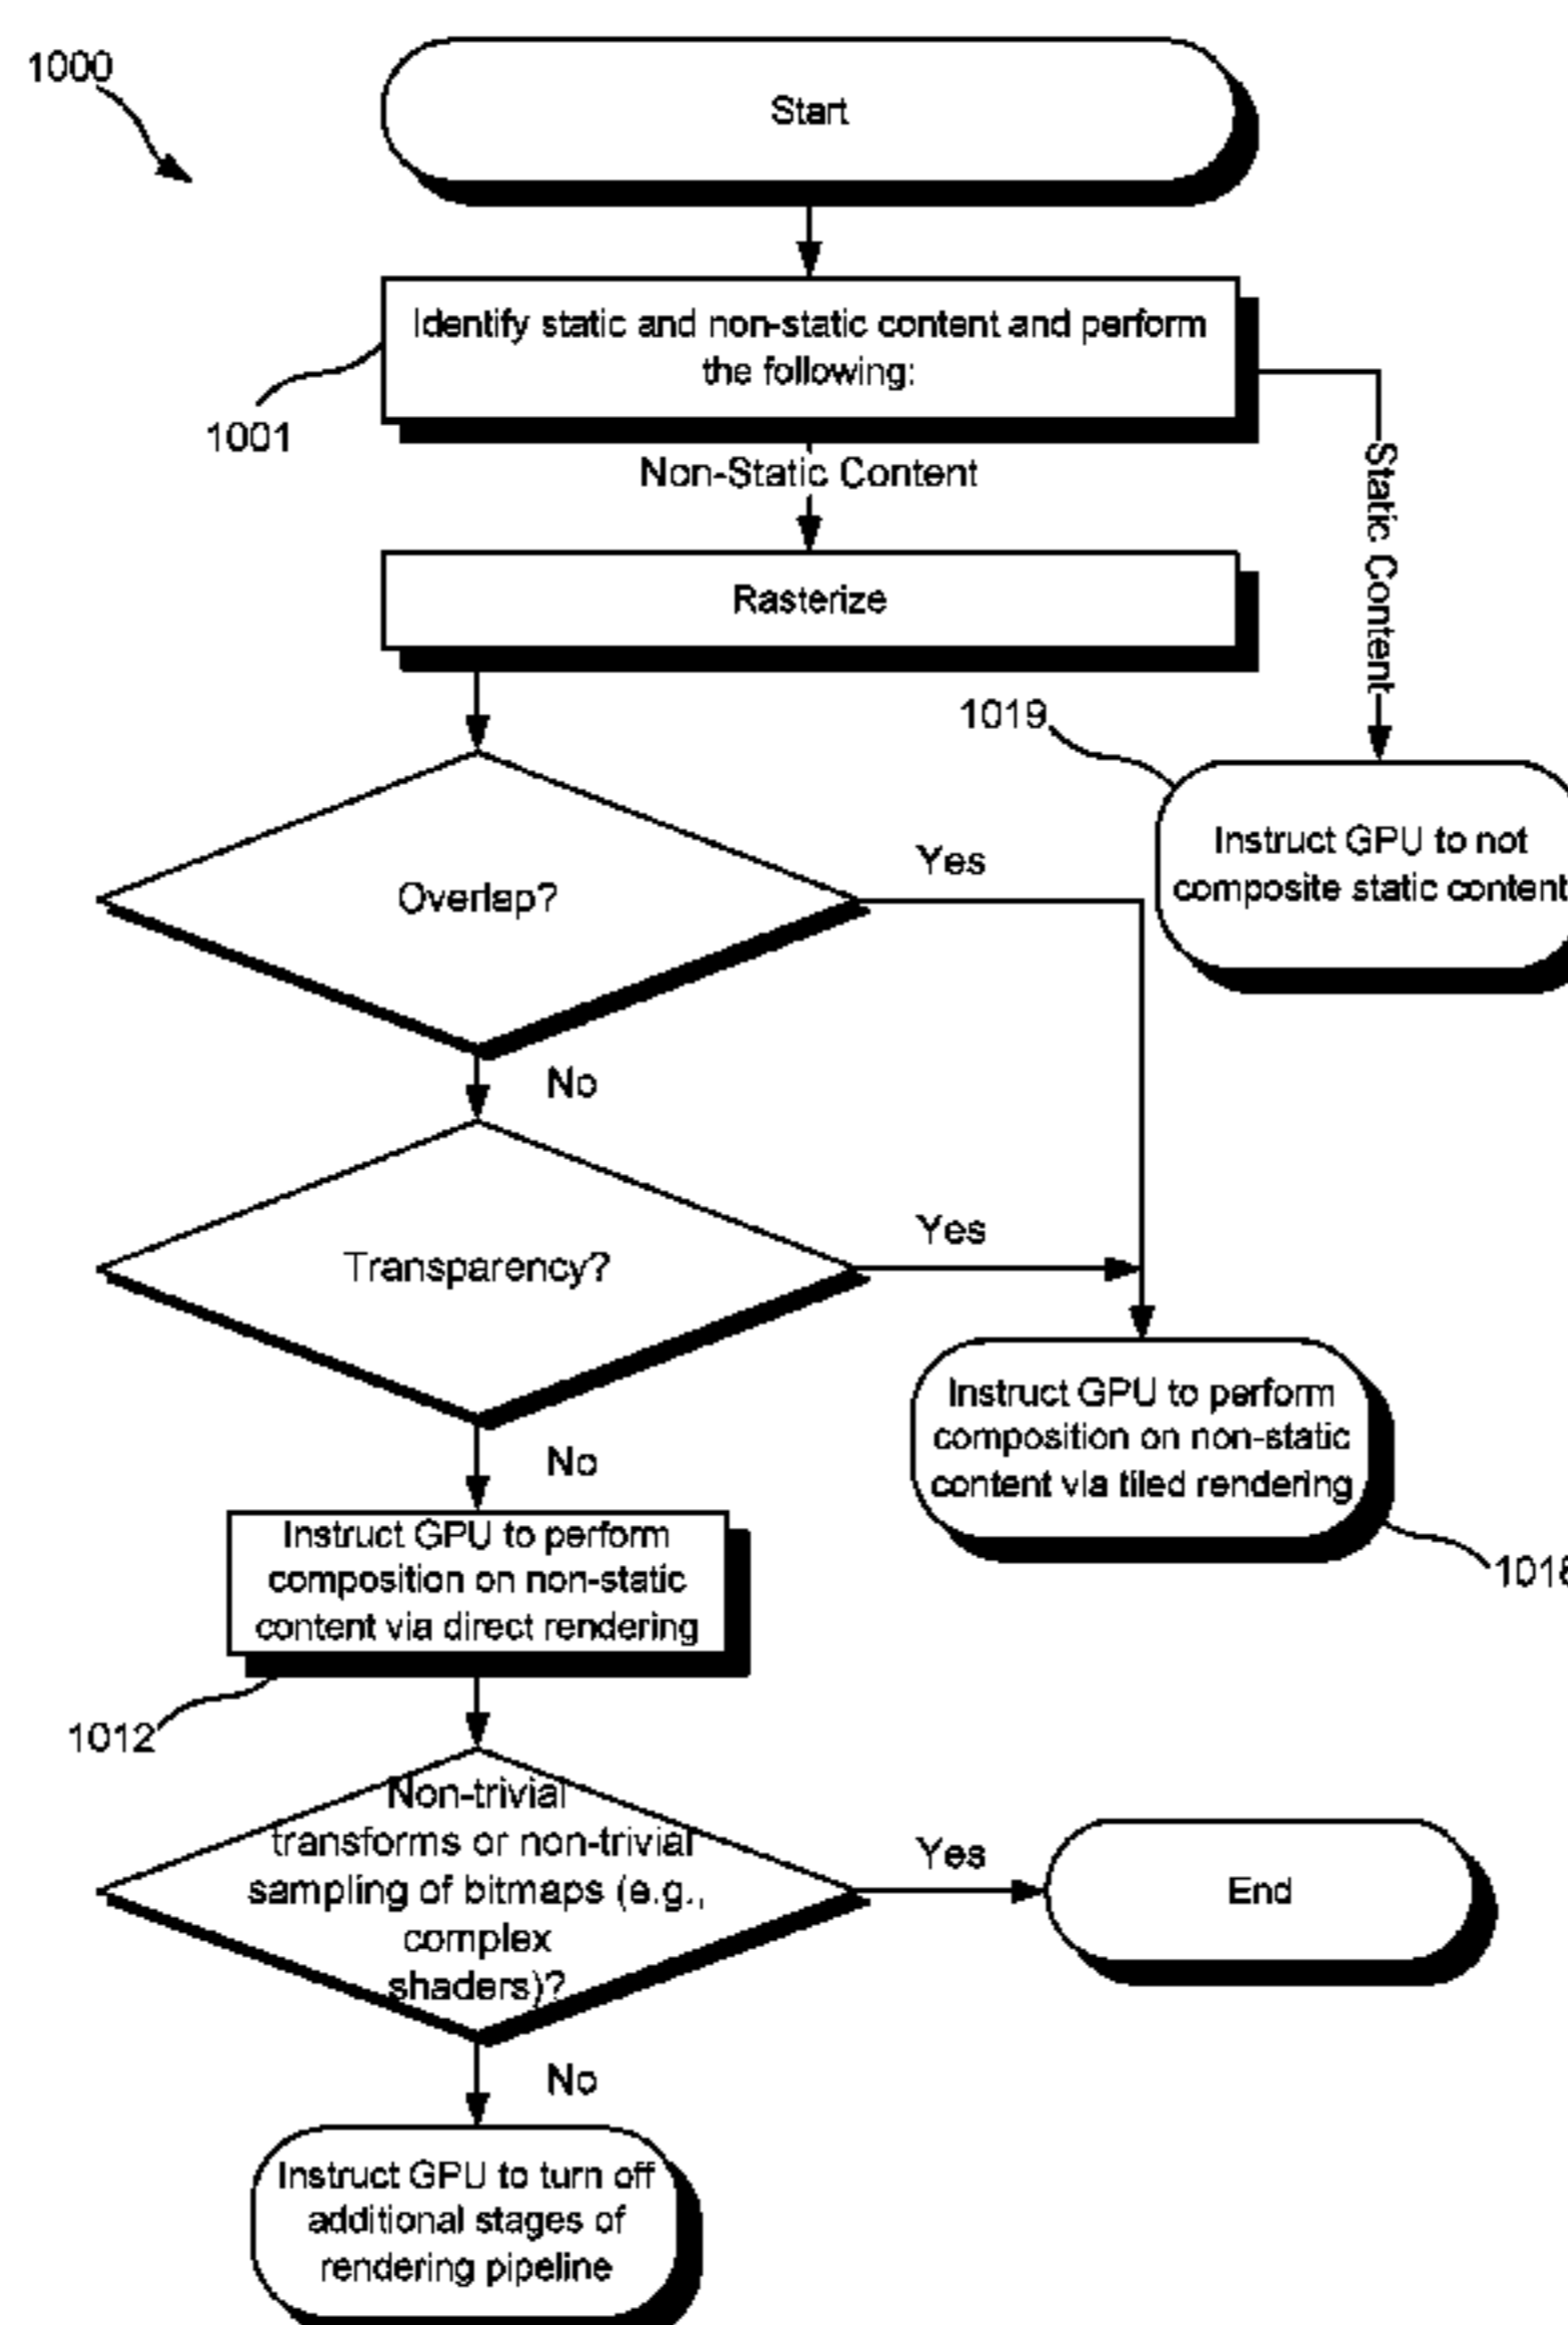 1000
Start
Identify static and non-static content and perform
the following:
1001
Non-Static Content
Static Content
Rasterize
1019
Instruct GPU to not
composite static content
Overlap?
Yes
No
Transparency?
Yes
No
Instruct GPU to perform
composition on non-static
content via tiled rendering
1018
Instruct GPU to perform
composition on non-static
content via direct rendering
1012
Non-trivial
transforms or non-trivial
sampling of bitmaps (e.g.,
complex
shaders)?
Yes
End
No
Instruct GPU to turn off
additional stages of
rendering pipeline